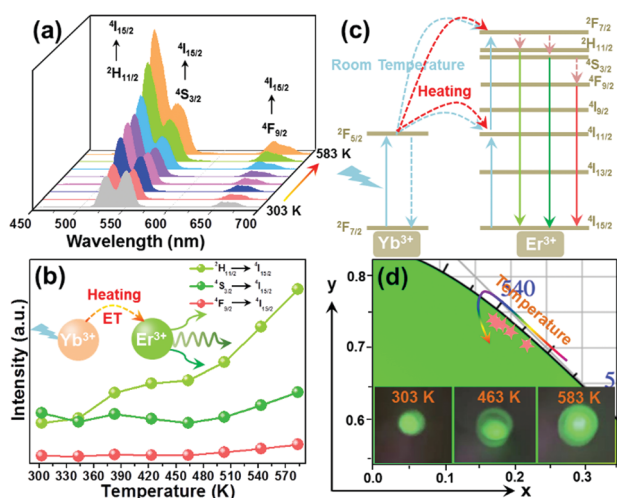 (a)
⁴I₁₅/₂
²H₁₁/₂
⁴I₁₅/₂
⁴S₃/₂
⁴I₁₅/₂
⁴F₉/₂
583 K
303 K
450 500 550 600 650 700
Wavelength (nm)
(b)
²H₁₁/₂ ⁴I₁₅/₂
⁴S₃/₂ ⁴I₁₅/₂
⁴F₉/₂ ⁴I₁₅/₂
Heating
ET
Yb³⁺
Er³⁺
Intensity (a.u.)
300 330 360 390 420 450 480 510 540 570
Temperature (K)
(c)
Room Temperature
Heating
²F₅/₂
²F₇/₂
Yb³⁺
²F₇/₂
²H₁₁/₂
⁴S₃/₂
⁴F₉/₂
⁴I₉/₂
⁴I₁₁/₂
⁴I₁₃/₂
⁴I₁₅/₂
Er³⁺
(d)
y
0.8
0.7
0.6
540
Temperature
5
303 K
463 K
583 K
0.0 0.1 0.2 0.3
x